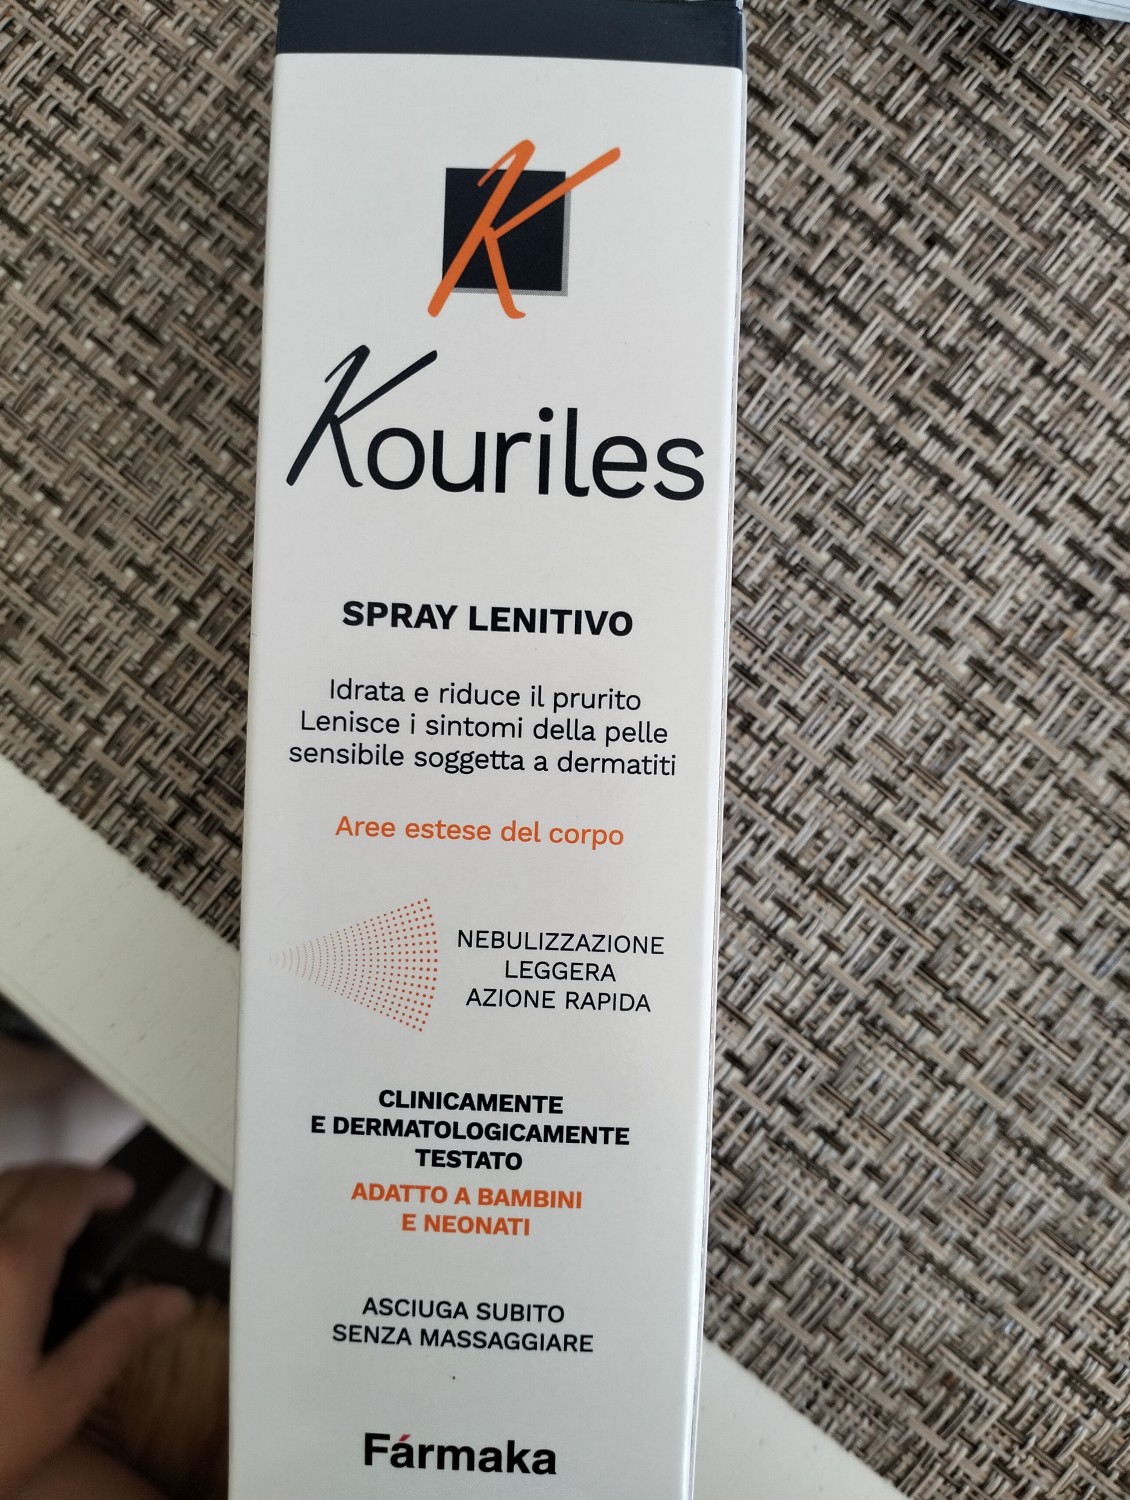 K
Kouriles
SPRAY LENITIVO
Idrata e riduce il prurito
Lenisce i sintomi della pelle
sensibile soggetta a dermatiti
Aree estese del corpo
NEBULIZZAZIONE
LEGGERA
AZIONE RAPIDA
CLINICAMENTE
E DERMATOLOGICAMENTE
TESTATO
ADATTO A BAMBINI
E NEONATI
ASCIUGA SUBITO
SENZA MASSAGGIARE
Fármaka